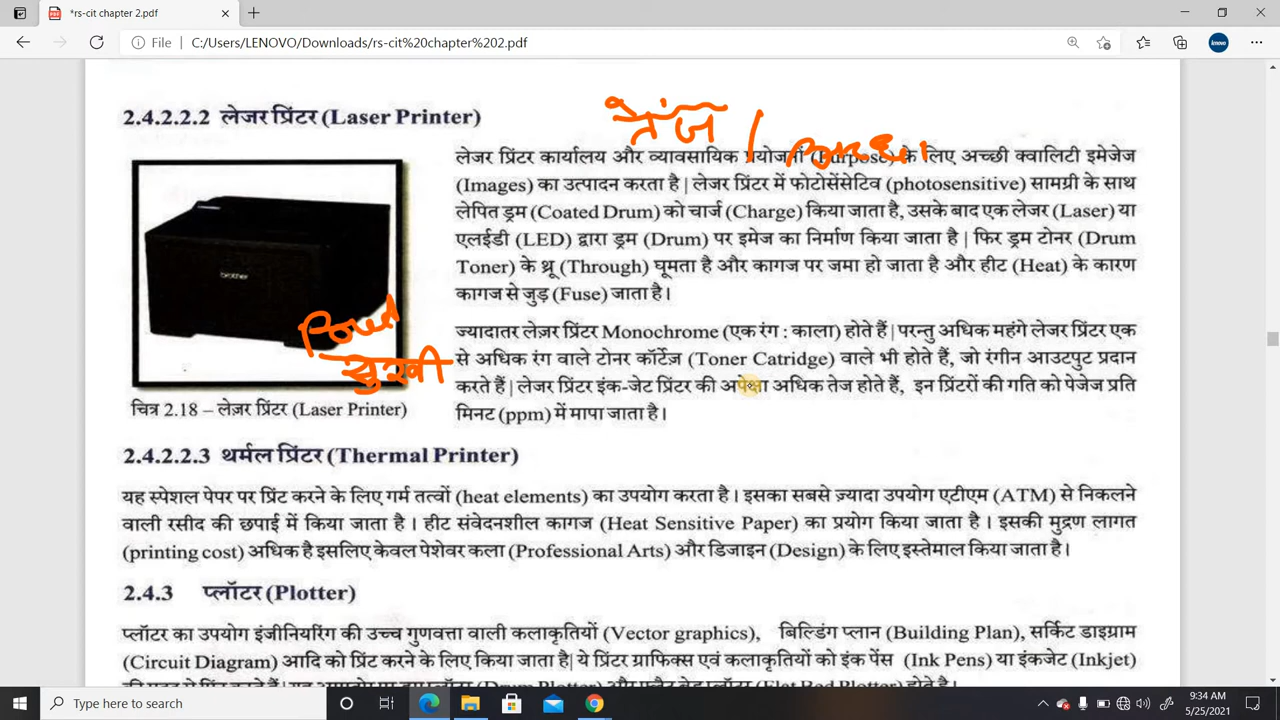 *rs-cit chapter 2.pdf
File C:/Users/LENOVO/Downloads/rs-cit%20chapter%202.pdf
2.4.2.2.2 लेजर प्रिंटर (Laser Printer)
लेजर प्रिंटर कार्यालय और व्यावसायिक प्रयोजनों (Purpose) के लिए अच्छी क्वालिटी इमेजेज
(Images) का उत्पादन करता है | लेजर प्रिंटर में फोटोसेंसेटिव (photosensitive) सामग्री के साथ
लेपित ड्रम (Coated Drum) को चार्ज (Charge) किया जाता है, उसके बाद एक लेजर (Laser) या
एलईडी (LED) द्वारा ड्रम (Drum) पर इमेज का निर्माण किया जाता है | फिर ड्रम टोनर (Drum
Toner) के थ्रू (Through) घूमता है और कागज पर जमा हो जाता है और हीट (Heat) के कारण
कागज से जुड़ (Fuse) जाता है।
brother
सुखी
चित्र 2.18 – लेज़र प्रिंटर (Laser Printer)
ज्यादातर लेज़र प्रिंटर Monochrome (एक रंग : काला) होते हैं | परन्तु अधिक महंगे लेजर प्रिंटर एक
से अधिक रंग वाले टोनर कॉर्टेज़ (Toner Catridge) वाले भी होते हैं, जो रंगीन आउटपुट प्रदान
करते हैं | लेजर प्रिंटर इंक-जेट प्रिंटर की अपेक्षा अधिक तेज होते हैं, इन प्रिंटरों की गति को पेजेज प्रति
मिनट (ppm) में मापा जाता है।
2.4.2.2.3 थर्मल प्रिंटर (Thermal Printer)
यह स्पेशल पेपर पर प्रिंट करने के लिए गर्म तत्वों (heat elements) का उपयोग करता है। इसका सबसे ज़्यादा उपयोग एटीएम (ATM) से निकलने
वाली रसीद की छपाई में किया जाता है । हीट संवेदनशील कागज (Heat Sensitive Paper) का प्रयोग किया जाता है । इसकी मुद्रण लागत
(printing cost) अधिक है इसलिए केवल पेशेवर कला (Professional Arts) और डिजाइन (Design) के लिए इस्तेमाल किया जाता है।
2.4.3 प्लॉटर (Plotter)
प्लॉटर का उपयोग इंजीनियरिंग की उच्च गुणवत्ता वाली कलाकृतियों (Vector graphics), बिल्डिंग प्लान (Building Plan), सर्किट डाइग्राम
(Circuit Diagram) आदि को प्रिंट करने के लिए किया जाता है| ये प्रिंटर ग्राफिक्स एवं कलाकृतियों को इंक पेंस (Ink Pens) या इंकजेट (Inkjet)
Type here to search
9:34 AM
5/25/2021